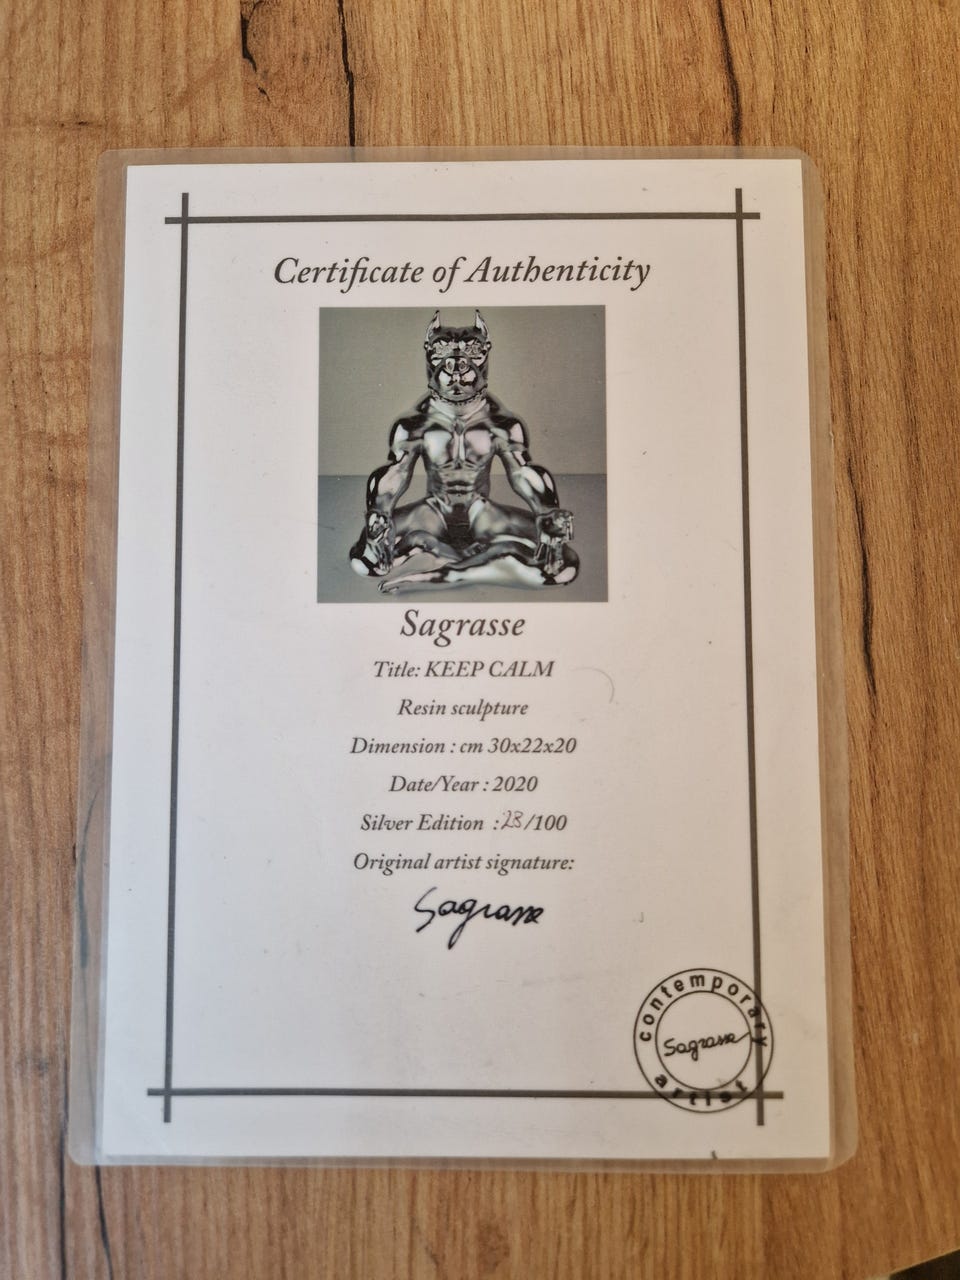 Certificate of Authenticity
Sagrasse
Title: KEEP CALM
Resin sculpture
Dimension : cm 30x22x20
Date/Year : 2020
Silver Edition :23/100
Original artist signature:
Sagrasse
contemporary
Sagrasse
artist